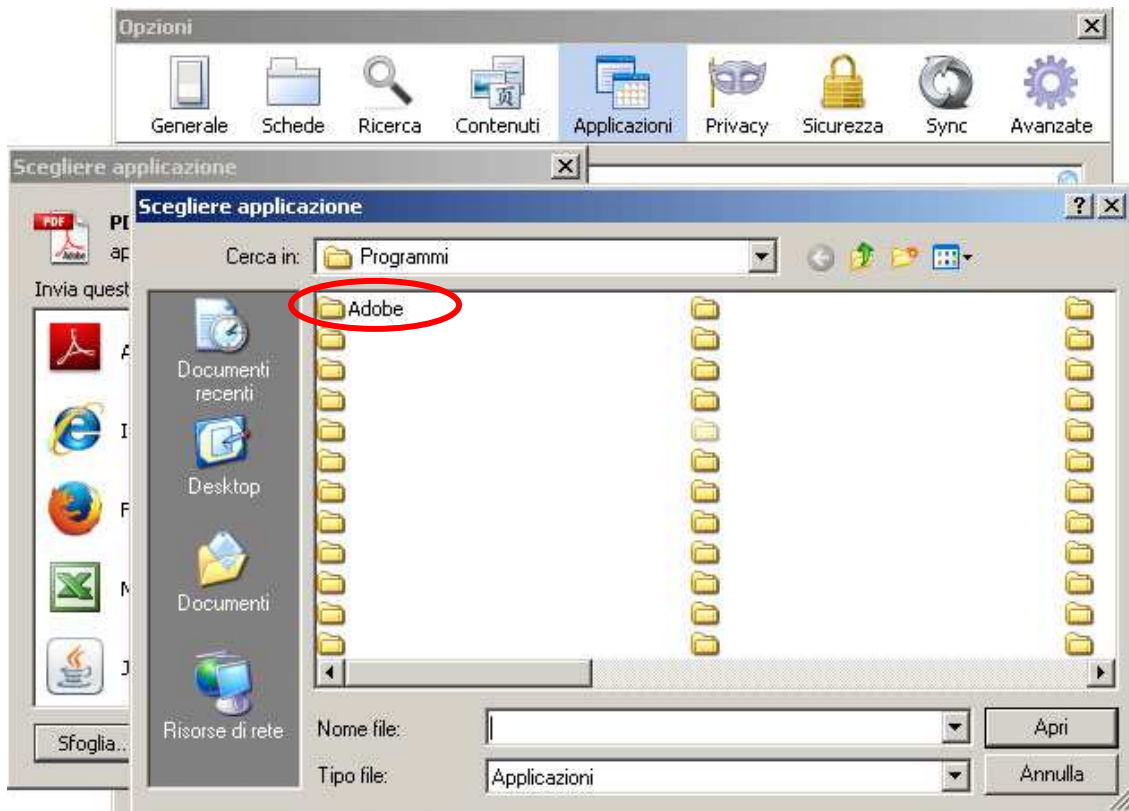 Opzioni
Generale Schede Ricerca Contenuti Applicazioni Privacy Sicurezza Sync Avanzate
Scegliere applicazione
Scegliere applicazione
PDF
Adobe
Cerca in: Programmi
Invia quest
Adobe
Documenti
recenti
Desktop
Documenti
Risorse di rete
Sfoglia..
Nome file:
Apri
Tipo file: Applicazioni
Annulla